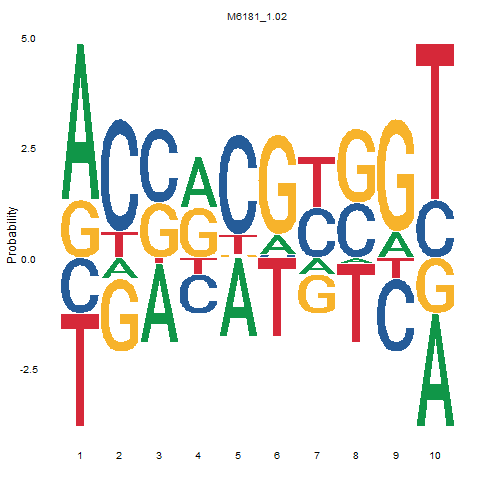 M6181_1.02
5.0
2.5
0.0
-2.5
Probability
A C C A C G T G G T
G T G G T A C C A C
C A T T A T A A T G
T G A C G T C A
1 2 3 4 5 6 7 8 9 10